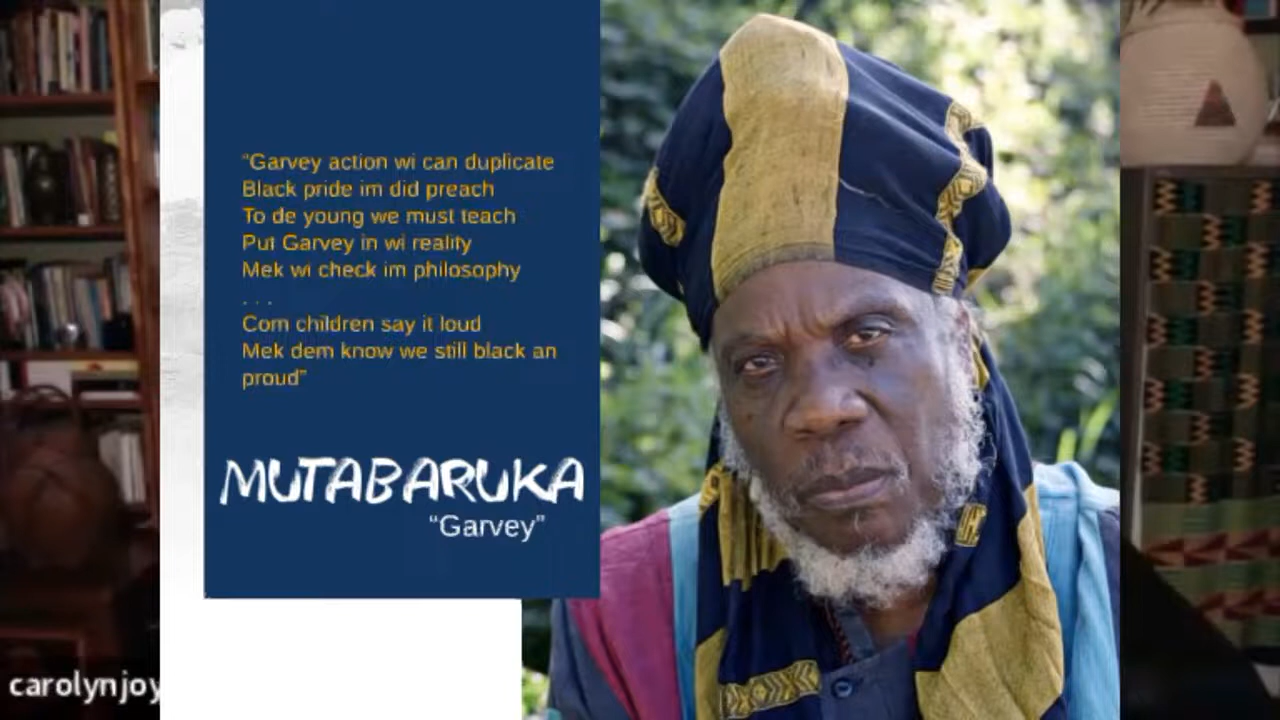 “Garvey action wi can duplicate
Black pride im did preach
To de young we must teach
Put Garvey in wi reality
Mek wi check im philosophy
. . .
Com children say it loud
Mek dem know we still black an
proud”
MUTABARUKA
“Garvey”
carolynjoy